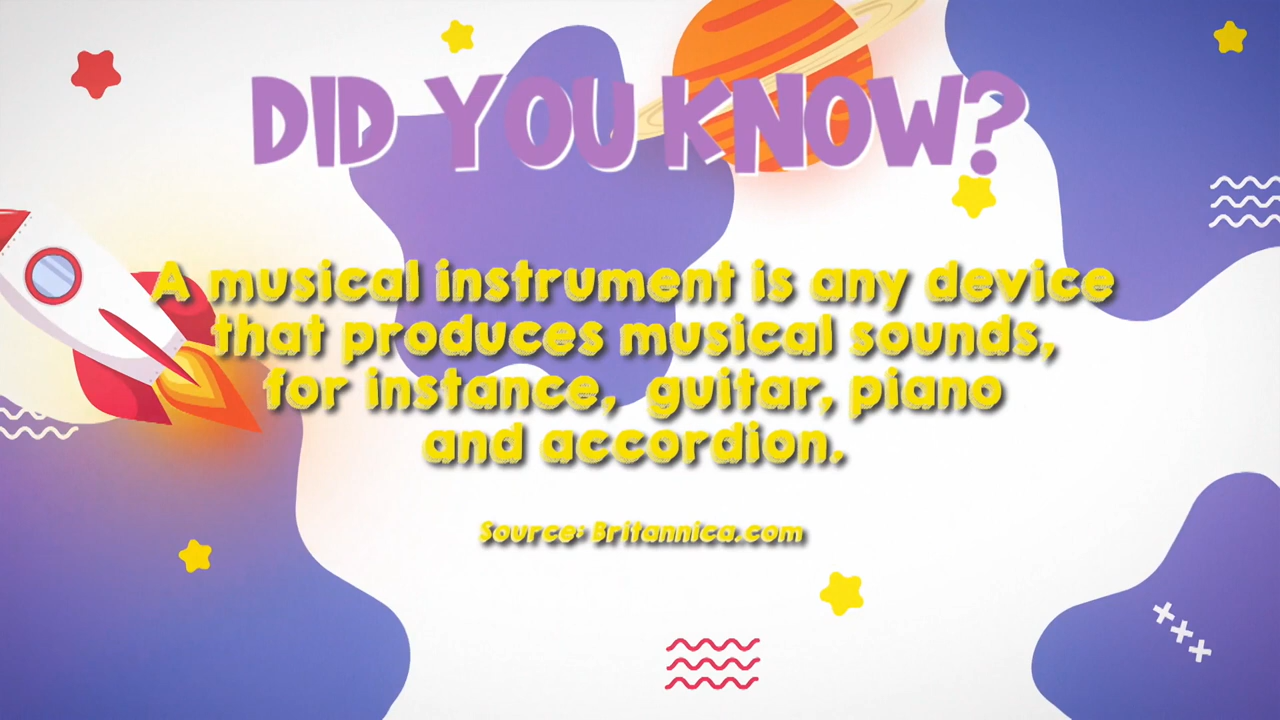 DID YOU KNOW?
A musical instrument is any device
that produces musical sounds,
for instance, guitar, piano
and accordion.
Source: Britannica.com